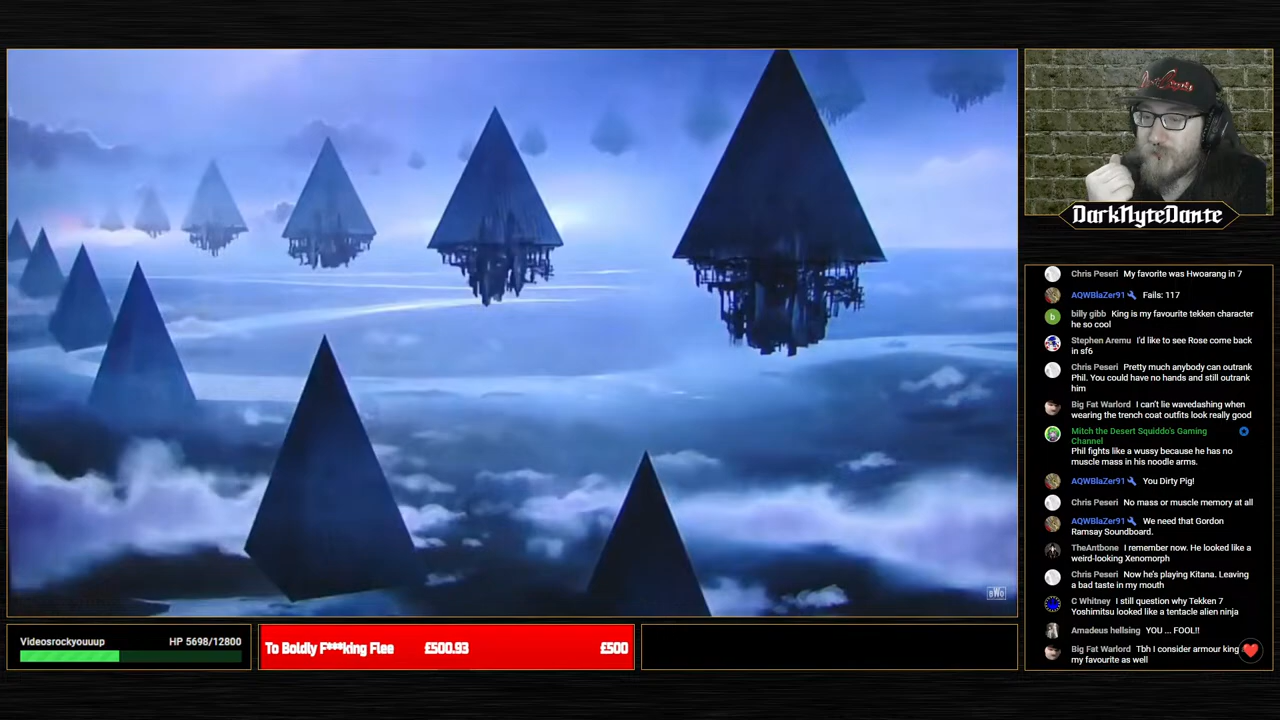 DarkNyteDante
Chris Peseri My favorite was Hwoarang in 7
AQWBlaZer91 Fails: 117
b billy gibb King is my favourite tekken character
he so cool
Stephen Aremu I'd like to see Rose come back
in sf6
Chris Peseri Pretty much anybody can outrank
Phil. You could have no hands and still outrank
him
Big Fat Warlord I can't lie wavedashing when
wearing the trench coat outfits look really good
Mitch the Desert Squiddo's Gaming
Channel
Phil fights like a wussy because he has no
muscle mass in his noodle arms.
AQWBlaZer91 You Dirty Pig!
Chris Peseri No mass or muscle memory at all
AQWBlaZer91 We need that Gordon
Ramsay Soundboard.
TheAntbone I remember now. He looked like a
weird-looking Xenomorph
Chris Peseri Now he's playing Kitana. Leaving
a bad taste in my mouth
C Whitney I still question why Tekken 7
Yoshimitsu looked like a tentacle alien ninja
Amadeus hellsing YOU ... FOOL!!
Big Fat Warlord Tbh I consider armour king
my favourite as well
BWO
Videosrockyouuup HP 5698/12800
To Boldly F***king Flee £500.93 £500